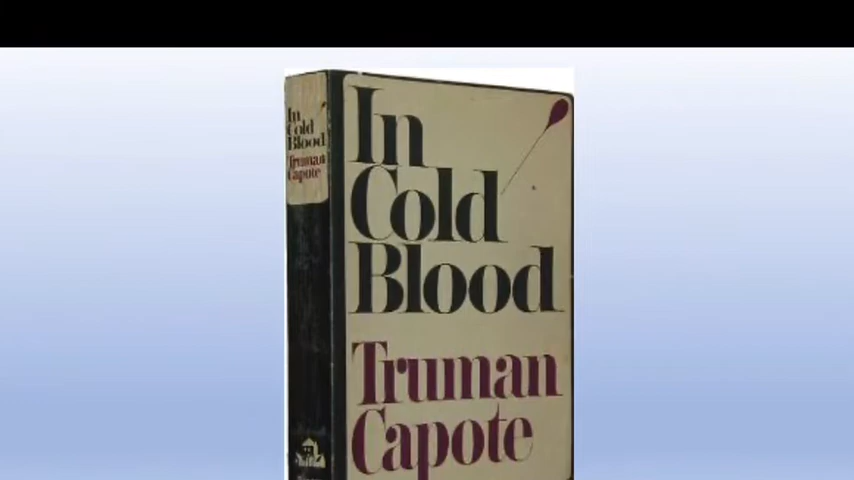 In
Cold
Blood
Truman
Capote
In
Cold
Blood
Truman
Capote